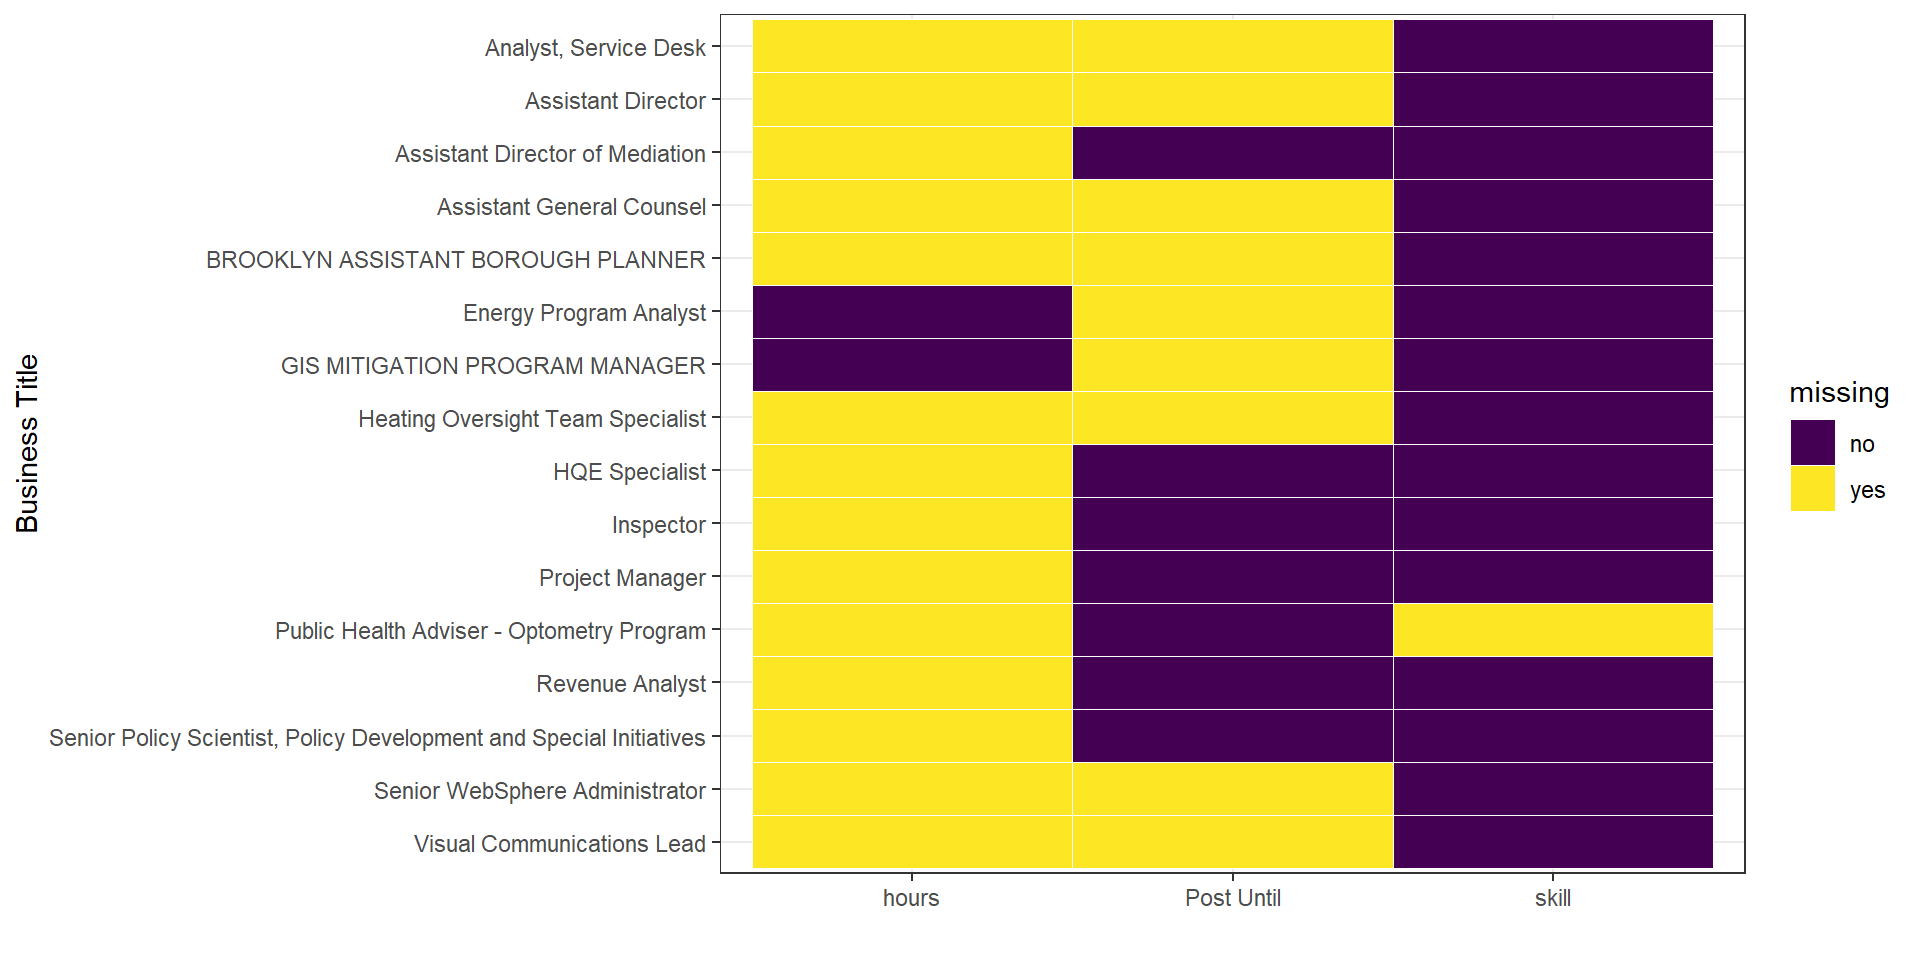 Analyst, Service Desk
Assistant Director
Assistant Director of Mediation
Assistant General Counsel
BROOKLYN ASSISTANT BOROUGH PLANNER
Energy Program Analyst
GIS MITIGATION PROGRAM MANAGER
Heating Oversight Team Specialist
HQE Specialist
Inspector
Project Manager
Public Health Adviser - Optometry Program
Revenue Analyst
Senior Policy Scientist, Policy Development and Special Initiatives
Senior WebSphere Administrator
Visual Communications Lead
Business Title
hours
Post Until
skill
missing
no
yes